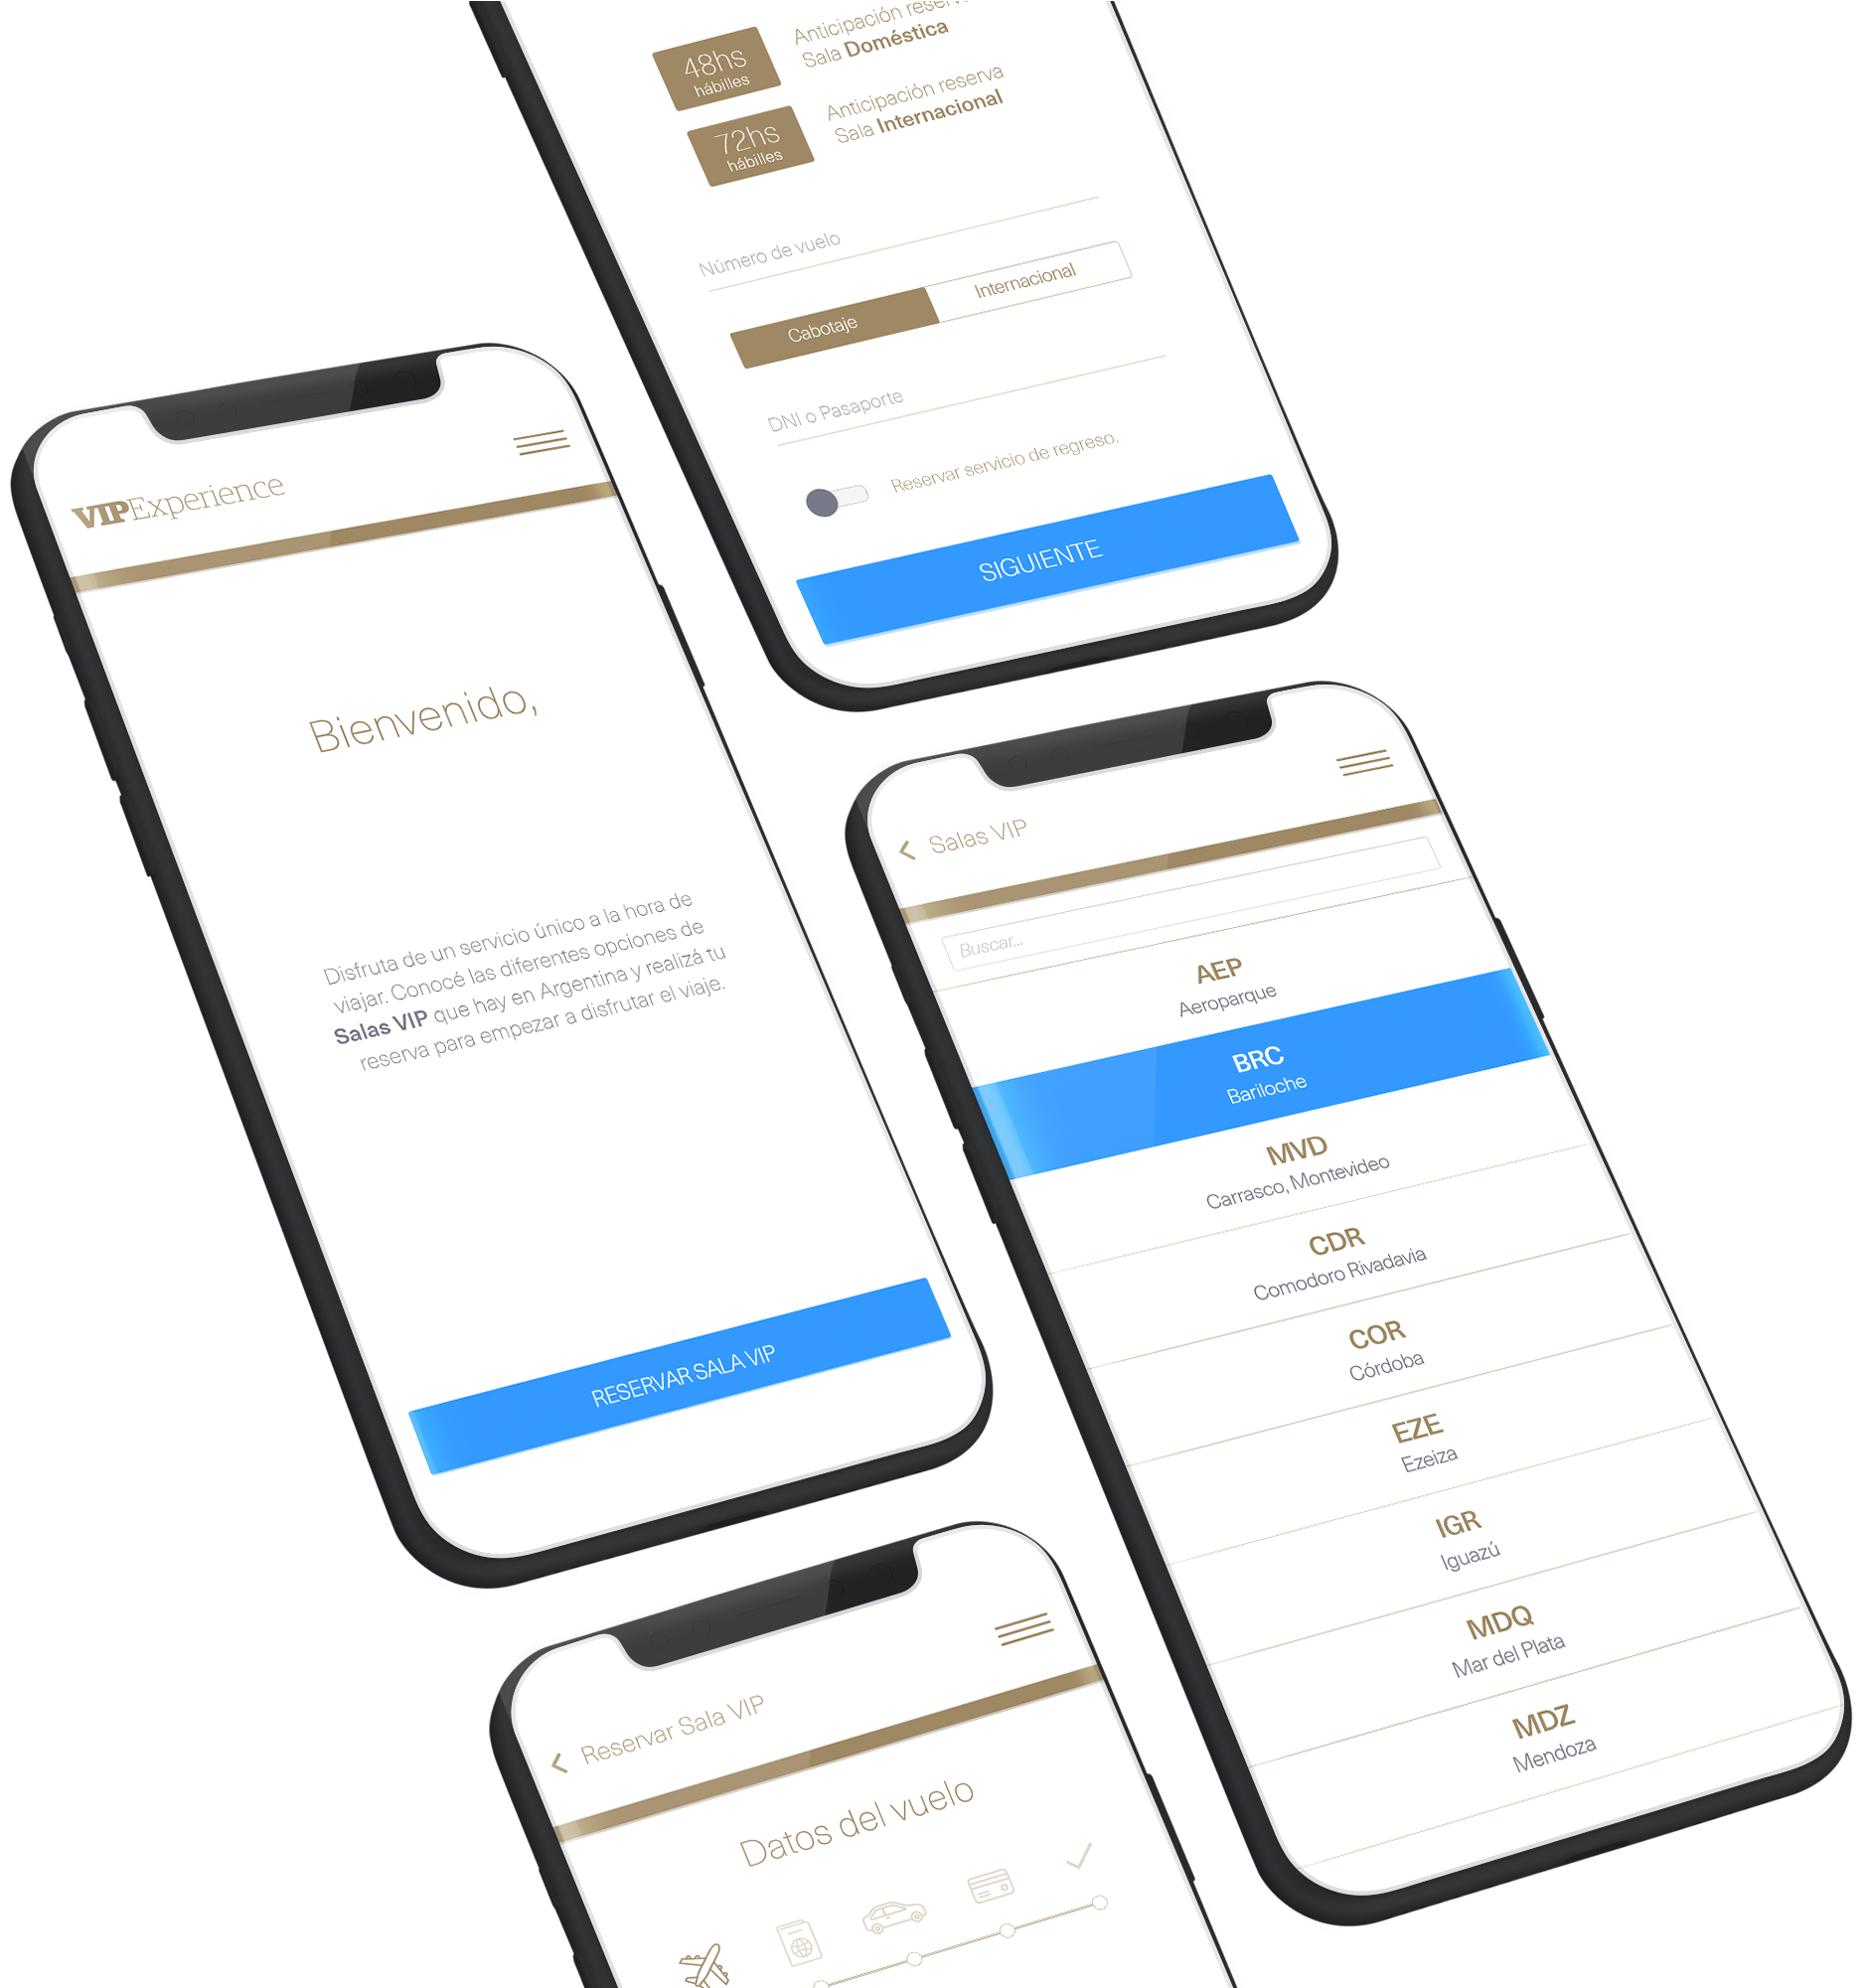 48hs
hábilles
Anticipación reserva
Sala Doméstica
72hs
hábilles
Anticipación reserva
Sala Internacional
Número de vuelo
Cabotaje
Internacional
DNI o Pasaporte
Reservar servicio de regreso.
SIGUIENTE
VIPExperience
Bienvenido,
Disfruta de un servicio único a la hora de
viajar. Conocé las diferentes opciones de
Salas VIP que hay en Argentina y realizá tu
reserva para empezar a disfrutar el viaje.
RESERVAR SALA VIP
Salas VIP
Buscar...
AEP
Aeroparque
BRC
Bariloche
MVD
Carrasco, Montevideo
CDR
Comodoro Rivadavia
COR
Córdoba
EZE
Ezeiza
IGR
Iguazú
MDQ
Mar del Plata
MDZ
Mendoza
Reservar Sala VIP
Datos del vuelo